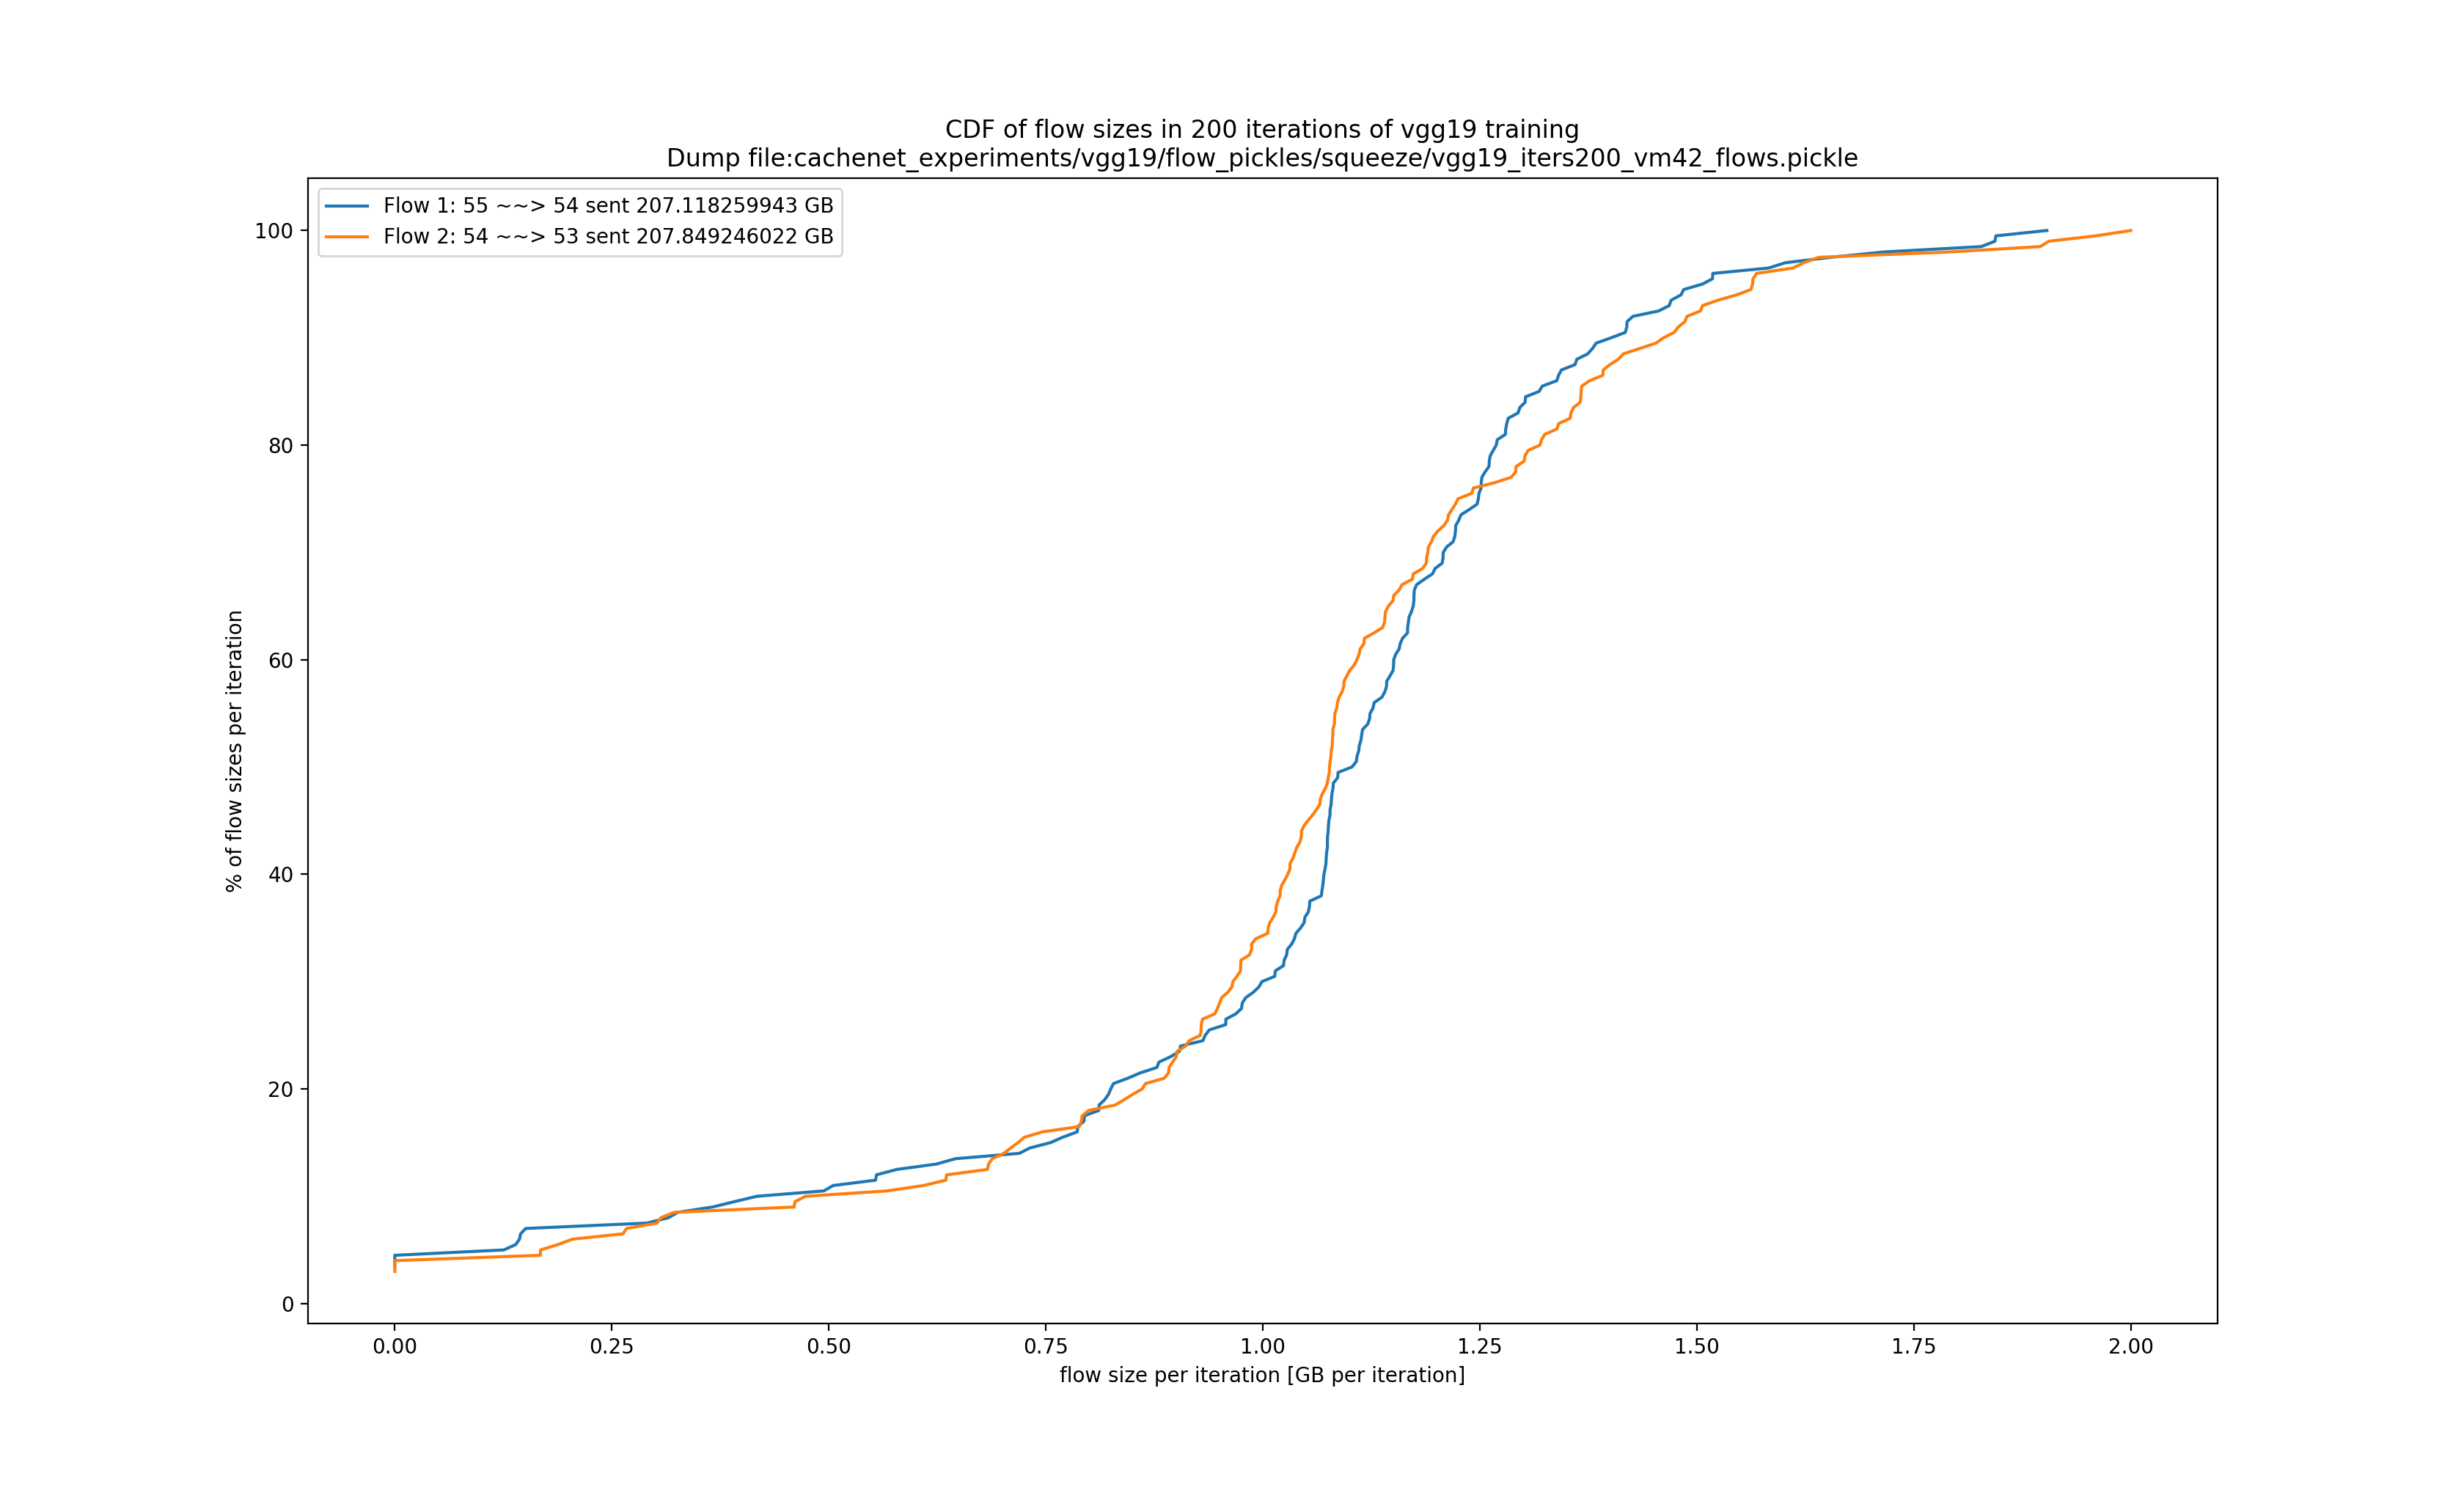 CDF of flow sizes in 200 iterations of vgg19 training
Dump file:cachenet_experiments/vgg19/flow_pickles/squeeze/vgg19_iters200_vm42_flows.pickle
Flow 1: 55 ~~> 54 sent 207.118259943 GB
Flow 2: 54 ~~> 53 sent 207.849246022 GB
% of flow sizes per iteration
100
80
60
40
20
0
0.00 0.25 0.50 0.75 1.00 1.25 1.50 1.75 2.00
flow size per iteration [GB per iteration]